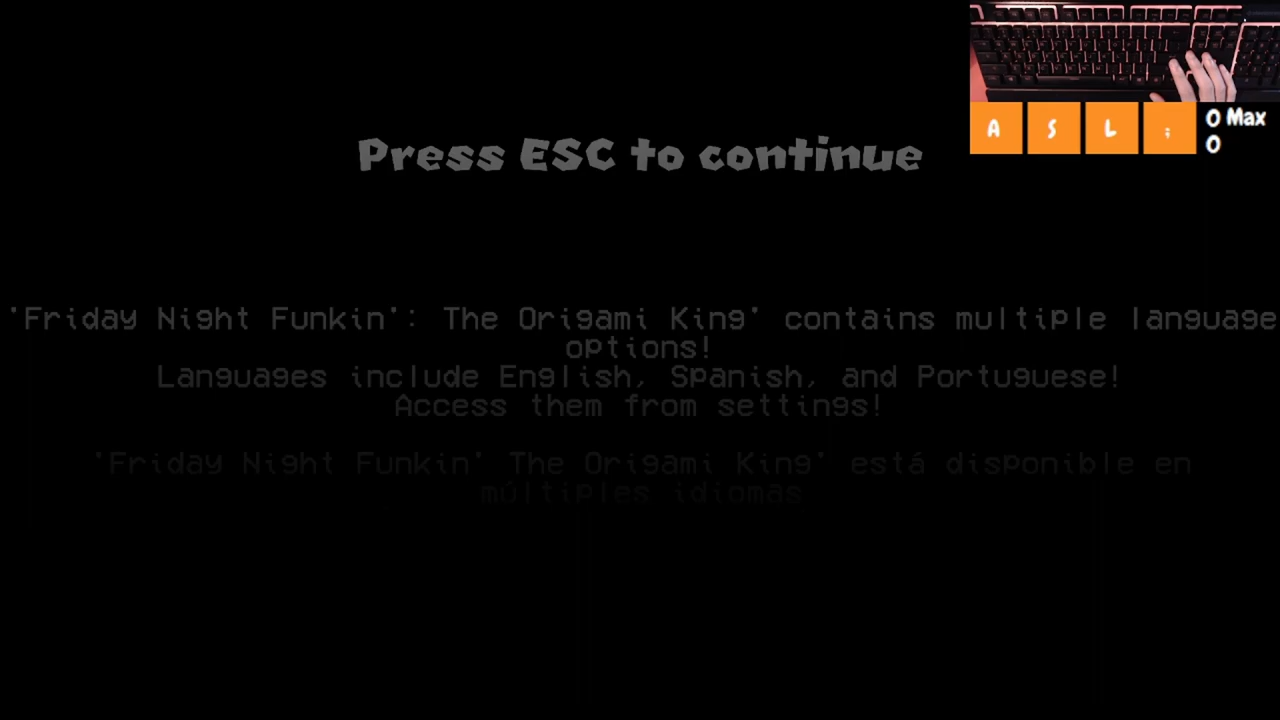 A S L ; 0 Max
0
Press ESC to continue
'Friday Night Funkin': The Origami King' contains multiple language
options!
Languages include English, Spanish, and Portuguese!
Access them from settings!
'Friday Night Funkin' The Origami King' está disponible en
múltiples idiomas